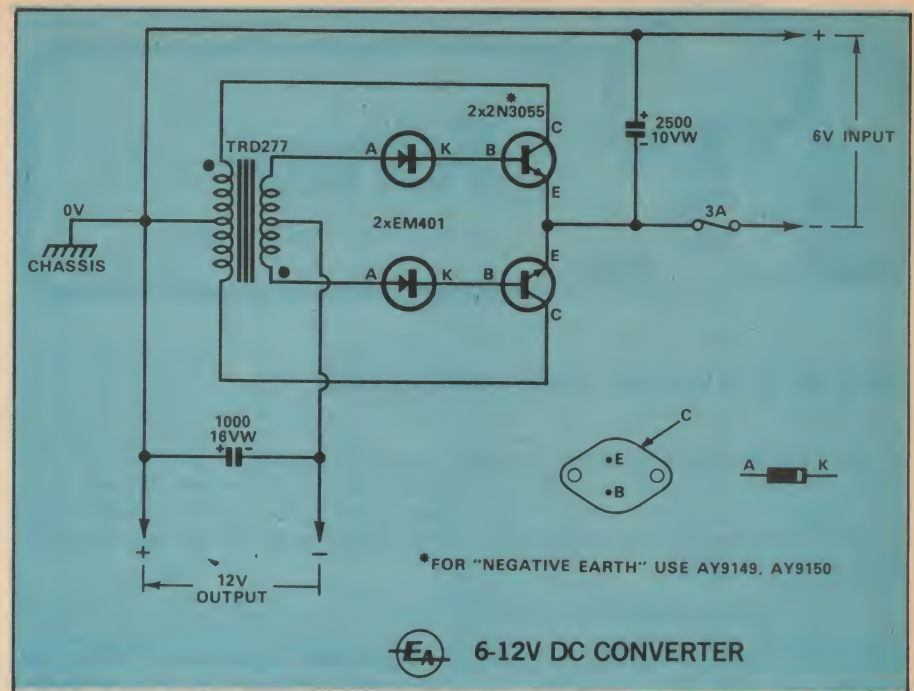 +
2x2N3055
*
C
2500
10VW
+
-
6V INPUT
TRD277
A
K
B
E
0V
2xEM401
3A
-
CHASSIS
E
A
K
B
C
1000
16VW
+
-
C
E
B
A
K
+
-
12V
OUTPUT
*FOR "NEGATIVE EARTH" USE AY9149, AY9150
EA
6-12V DC CONVERTER